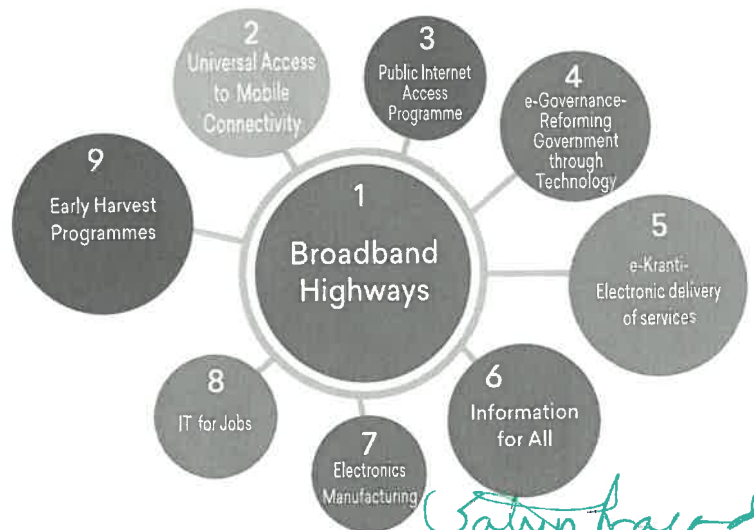 1
Broadband
Highways
2
Universal Access
to Mobile
Connectivity
3
Public Internet
Access
Programme
4
e-Governance-
Reforming
Government
through
Technology
5
e-Kranti-
Electronic delivery
of services
6
Information
for All
7
Electronics
Manufacturing
8
IT for Jobs
9
Early Harvest
Programmes